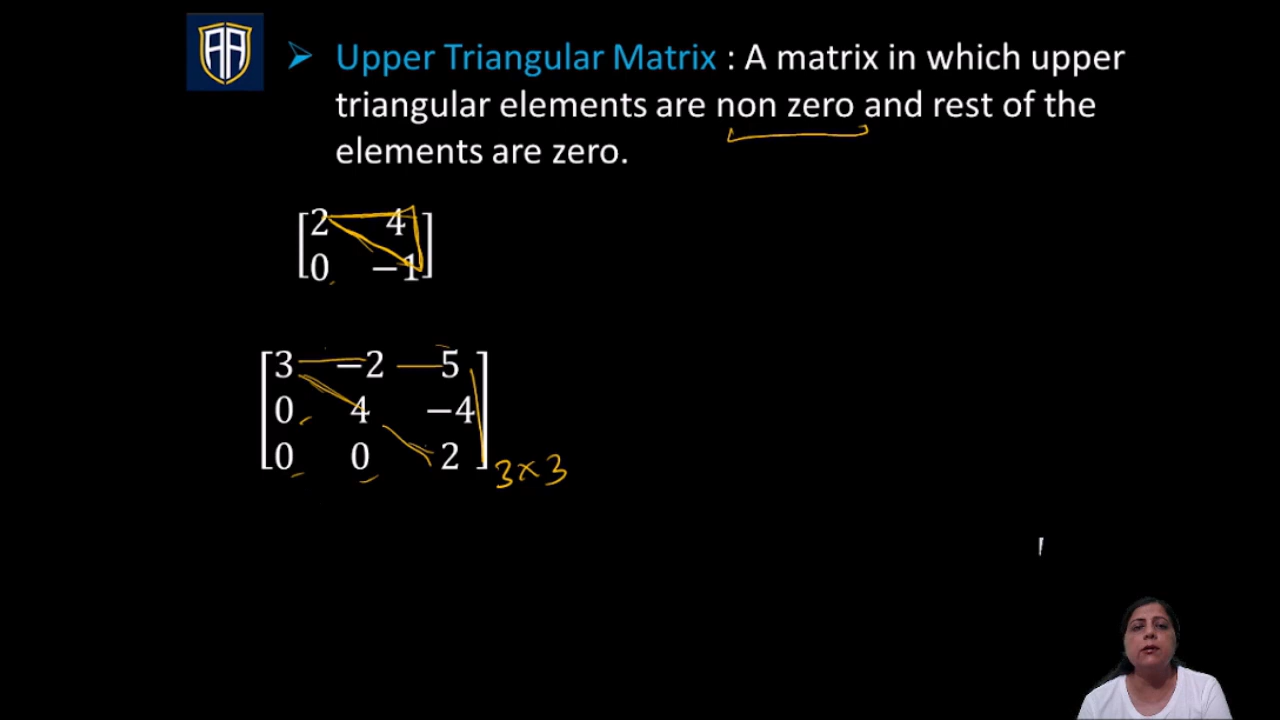 AA
Upper Triangular Matrix : A matrix in which upper
triangular elements are non zero and rest of the
elements are zero.
2 4
0 −1
3 −2 5
0 4 −4
0 0 2
3×3